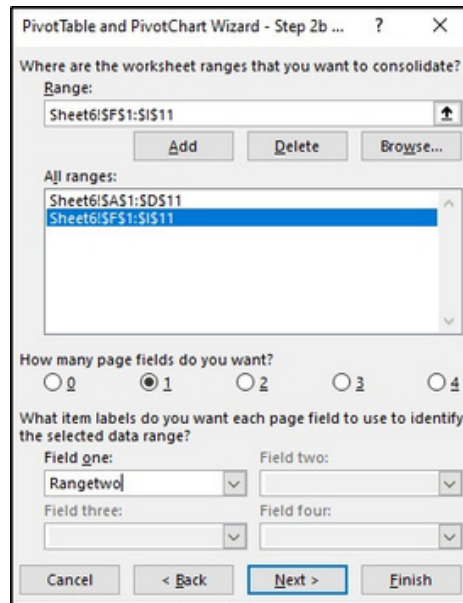 PivotTable and PivotChart Wizard - Step 2b ... ?
Where are the worksheet ranges that you want to consolidate?
Range:
Sheet6!$F$1:$I$11
Add Delete Browse...
All ranges:
Sheet6!$A$1:$D$11
Sheet6!$F$1:$I$11
How many page fields do you want?
0 1 2 3 4
What item labels do you want each page field to use to identify
the selected data range?
Field one: Field two:
Rangetwo
Field three: Field four:
Cancel < Back Next > Finish